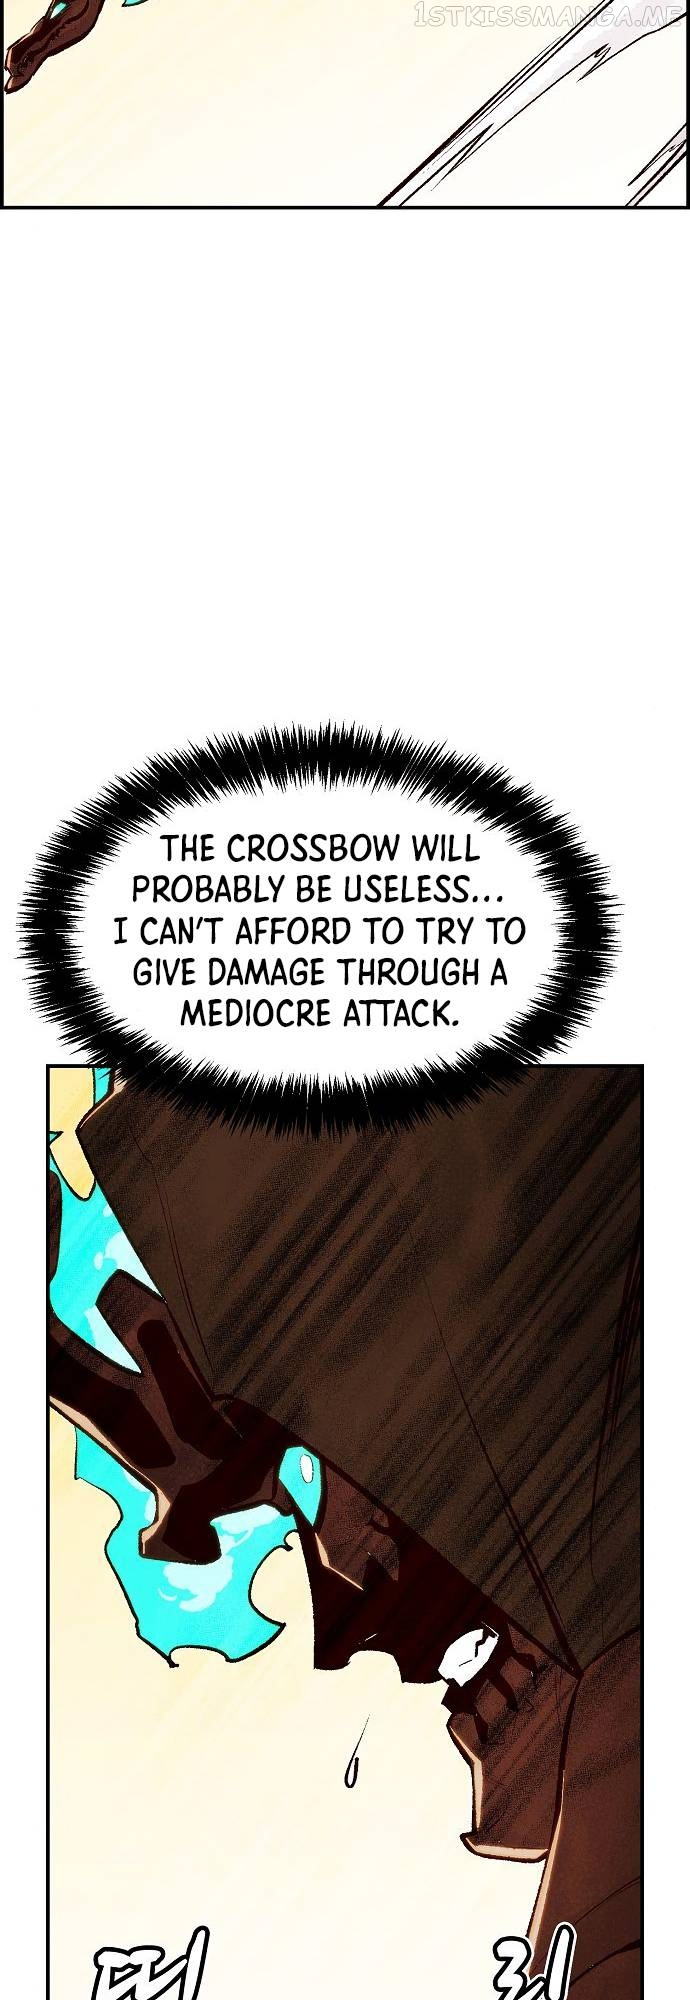 1STKISSMANGA.ME
THE CROSSBOW WILL
PROBABLY BE USELESS...
I CAN'T AFFORD TO TRY TO
GIVE DAMAGE THROUGH A
MEDIOCRE ATTACK.